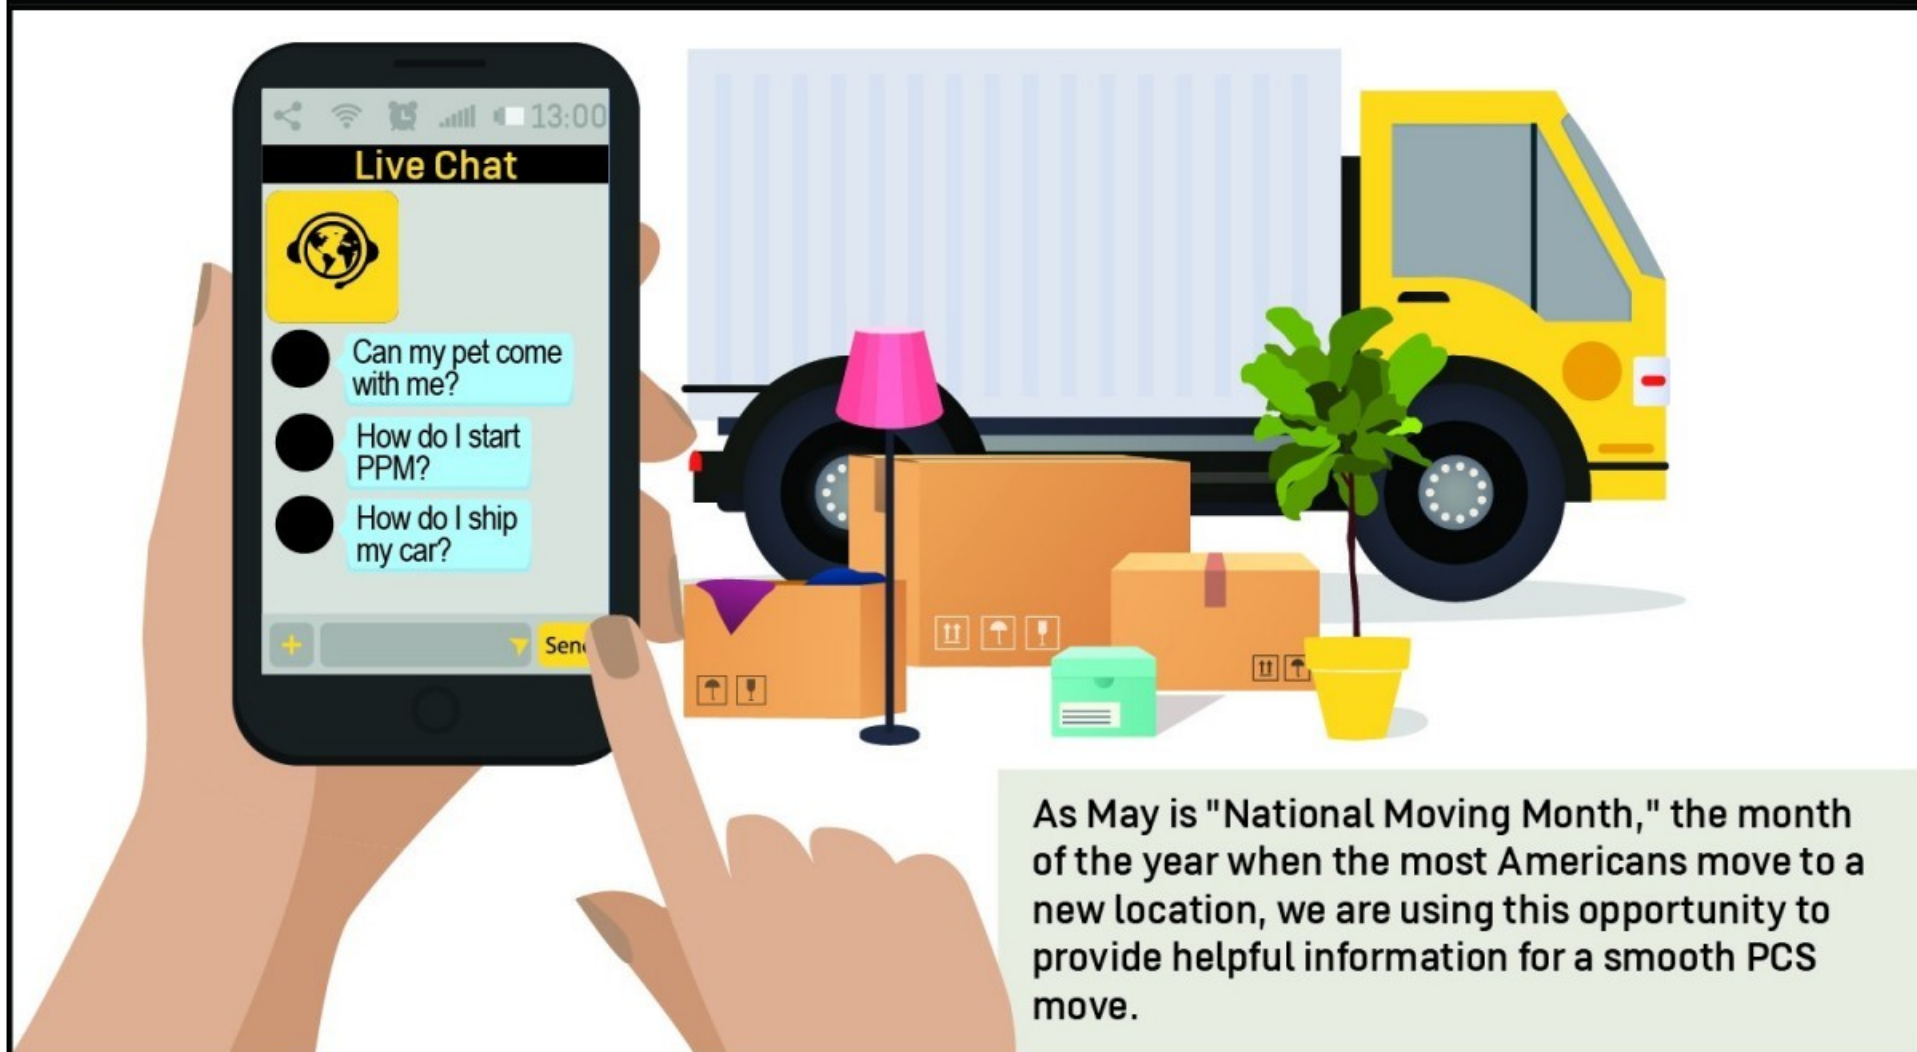 13:00
Live Chat
Can my pet come
with me?
How do I start
PPM?
How do I ship
my car?
Send
As May is "National Moving Month," the month
of the year when the most Americans move to a
new location, we are using this opportunity to
provide helpful information for a smooth PCS
move.